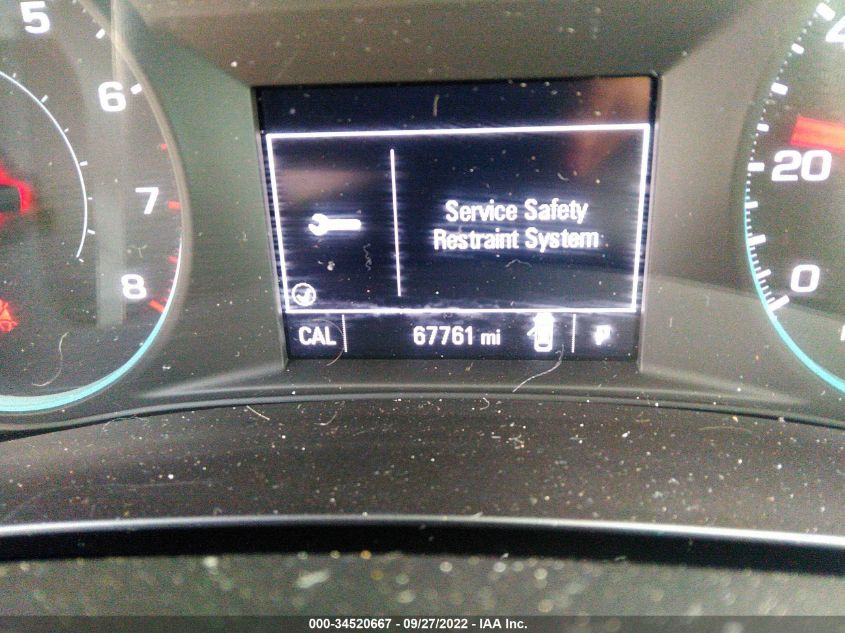 5
6
7
8
Service Safety
Restraint System
CAL 67761 mi P
4
20
0
000-34520667 - 09/27/2022 - IAA Inc.